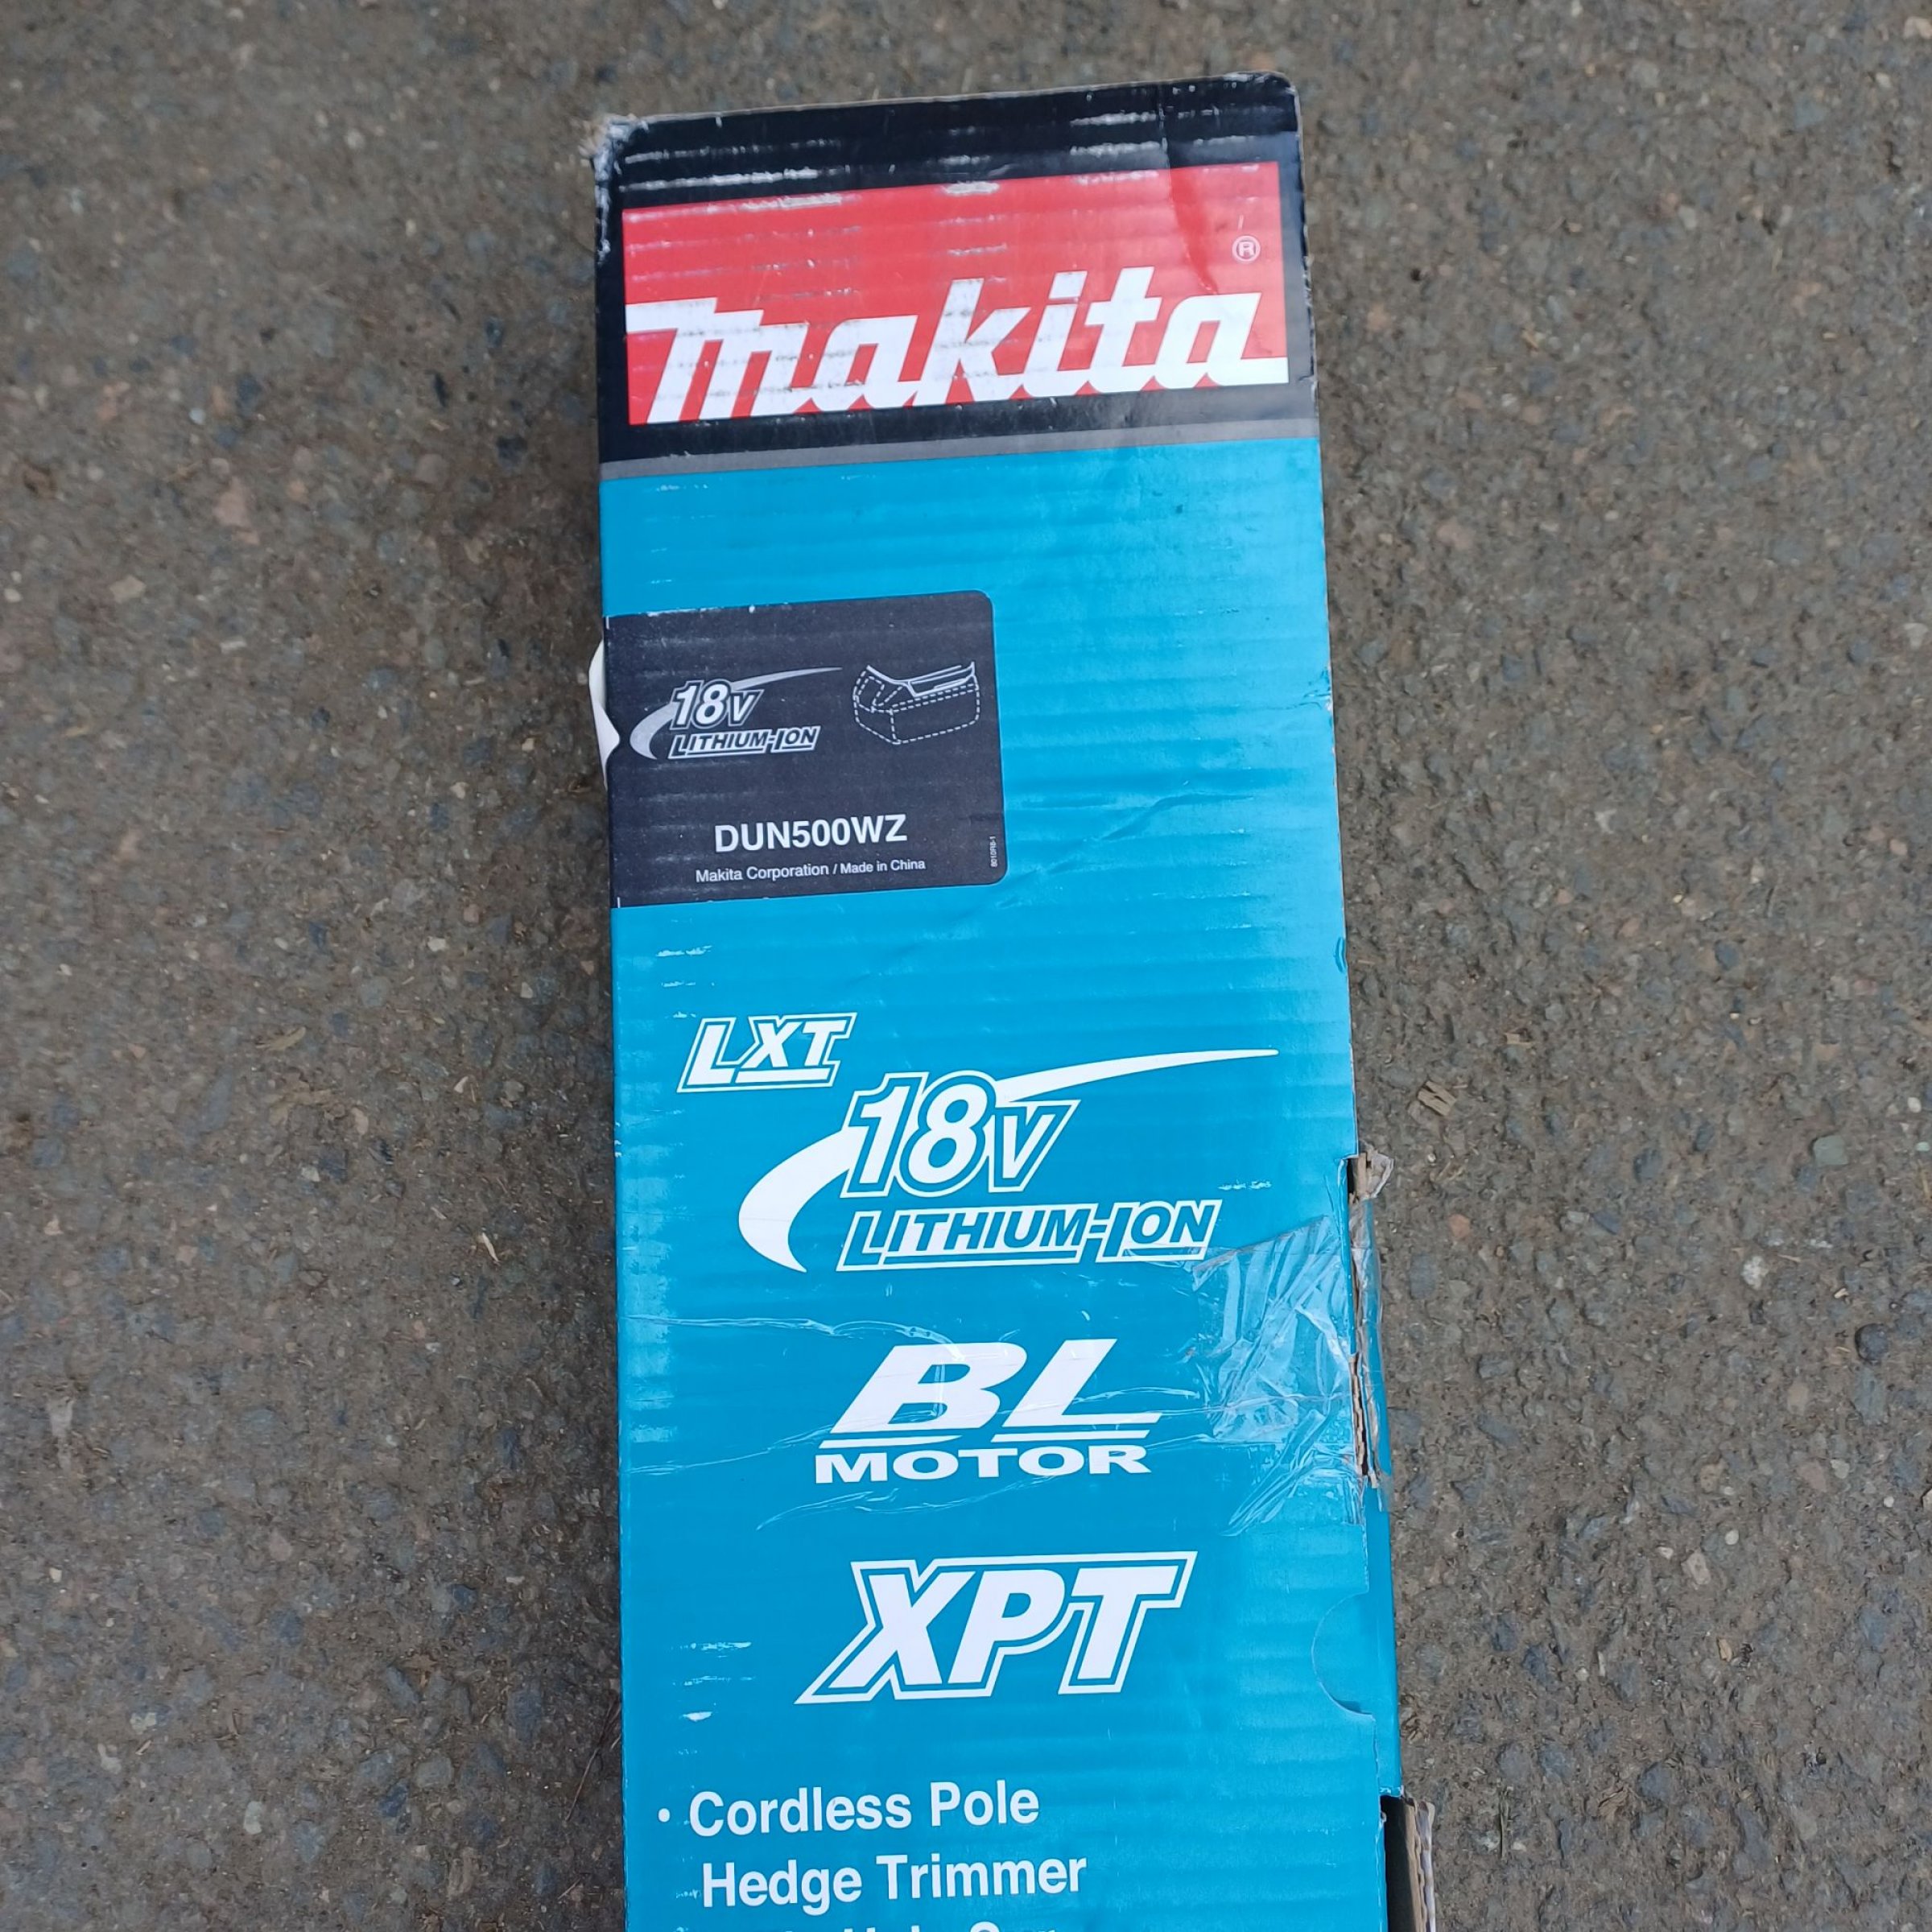 makita®
18V
LITHIUM-ION
DUN500WZ
Makita Corporation / Made in China
LXT
18V
LITHIUM-ION
BL
MOTOR
XPT
• Cordless Pole
Hedge Trimmer